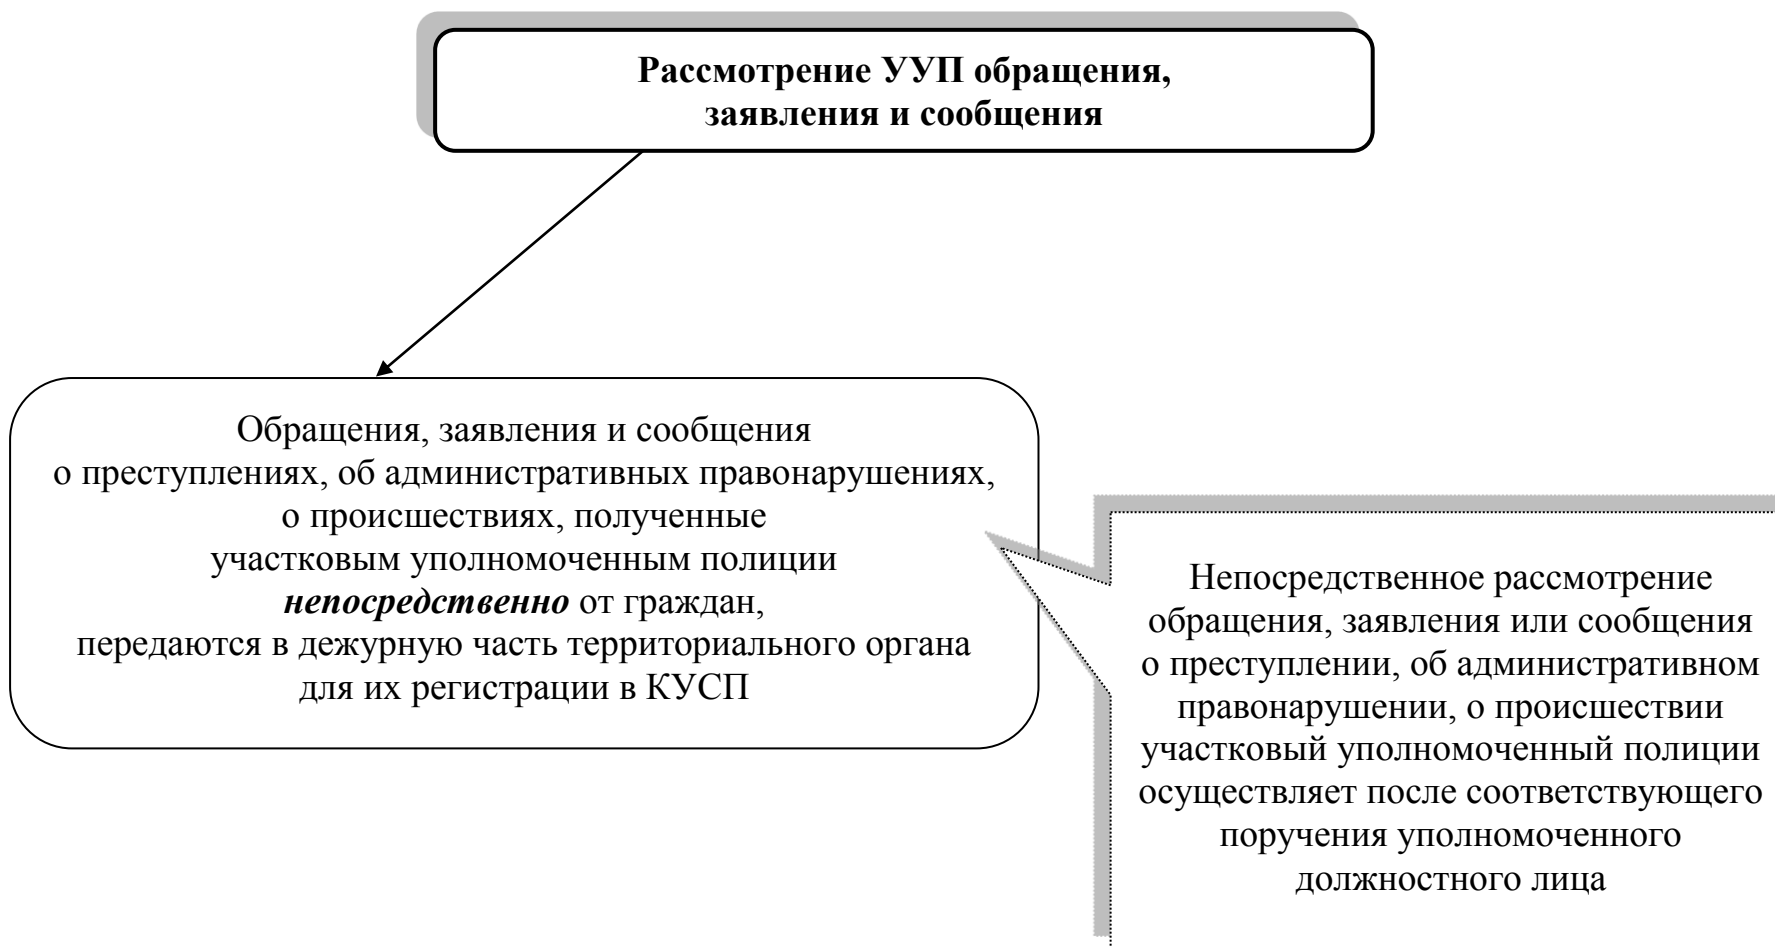 Рассмотрение УУП обращения,
заявления и сообщения
Обращения, заявления и сообщения
о преступлениях, об административных правонарушениях,
о происшествиях, полученные
участковым уполномоченным полиции
непосредственно от граждан,
передаются в дежурную часть территориального органа
для их регистрации в КУСП
Непосредственное рассмотрение
обращения, заявления или сообщения
о преступлении, об административном
правонарушении, о происшествии
участковый уполномоченный полиции
осуществляет после соответствующего
поручения уполномоченного
должностного лица